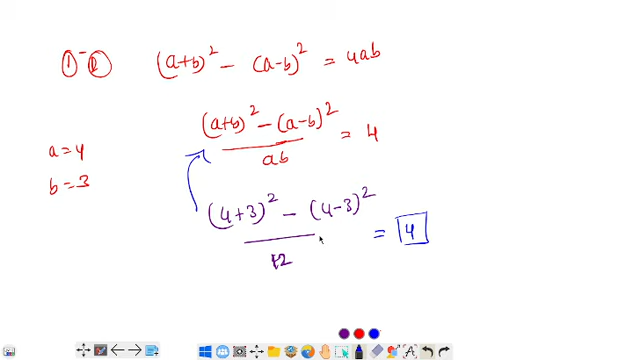 ① - ② (a+b)² - (a-b)² = 4ab
((a+b)² - (a-b)²) / ab = 4
a=4
b=3
((4+3)² - (4-3)²) / 12 = 4